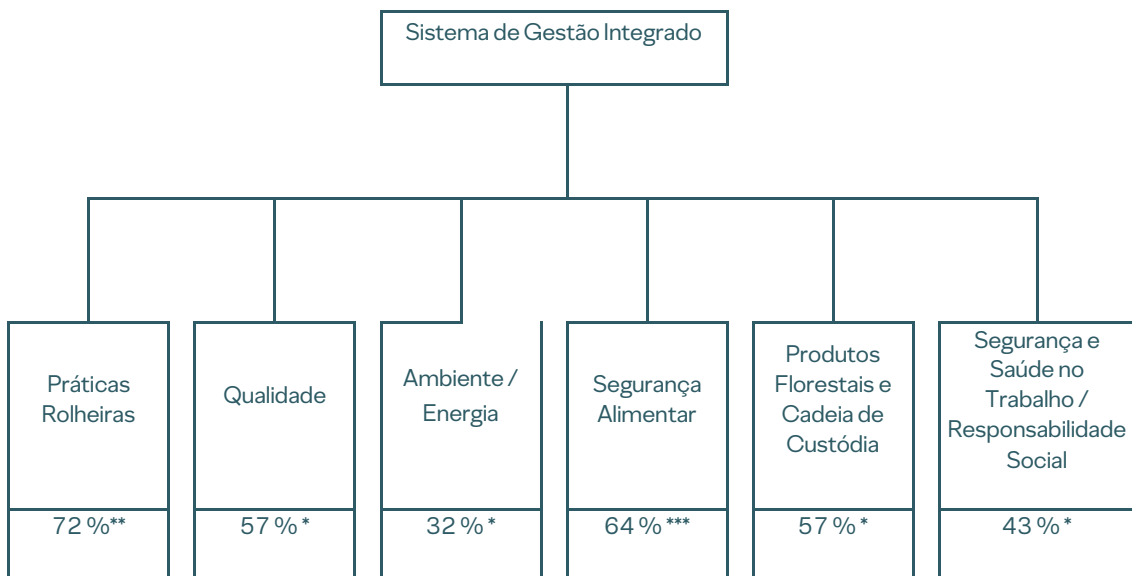 Sistema de Gestão Integrado
Práticas
Rolheiras
72 %**
Qualidade
57 % *
Ambiente /
Energia
32 % *
Segurança
Alimentar
64 % ***
Produtos
Florestais e
Cadeia de
Custódia
57 % *
Segurança e
Saúde no
Trabalho /
Responsabilidade
Social
43 % *